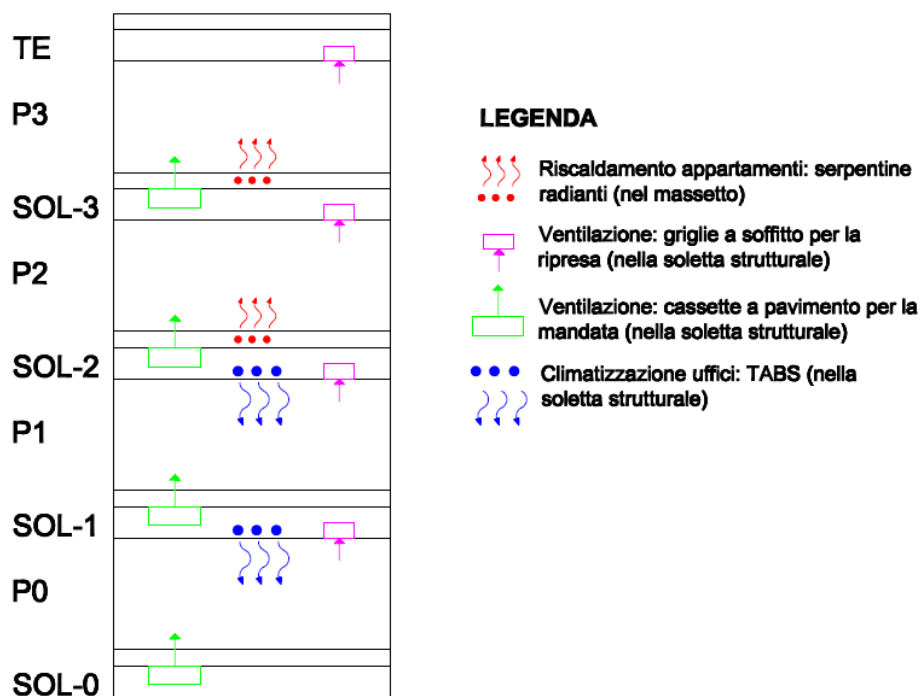 TE
P3
SOL-3
P2
SOL-2
P1
SOL-1
P0
SOL-0
LEGENDA
Riscaldamento appartamenti: serpentine
radianti (nel massetto)
Ventilazione: griglie a soffitto per la
ripresa (nella soletta strutturale)
Ventilazione: cassette a pavimento per la
mandata (nella soletta strutturale)
Climatizzazione uffici: TABS (nella
soletta strutturale)